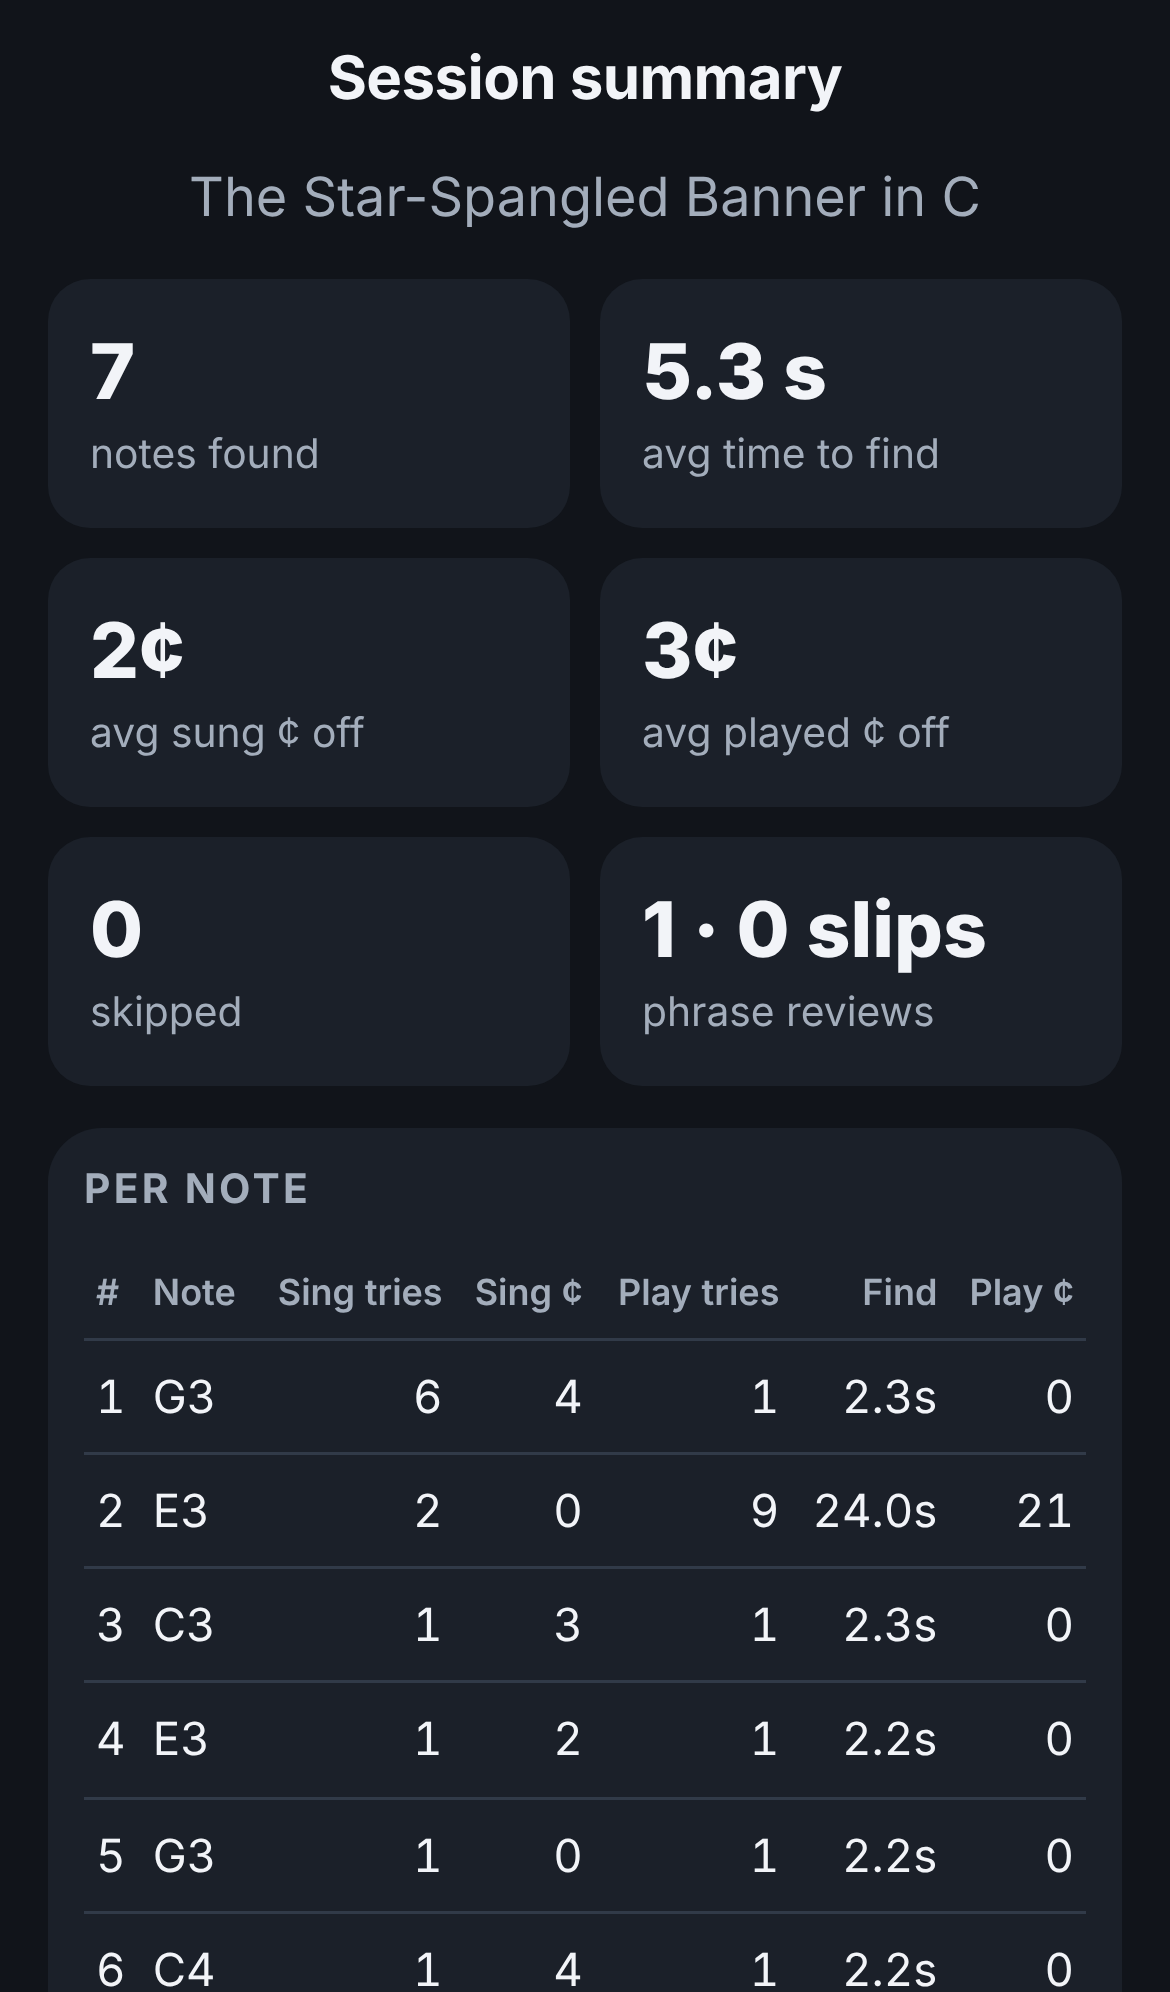 Session summary
The Star-Spangled Banner in C
7
notes found
5.3 s
avg time to find
2¢
avg sung ¢ off
3¢
avg played ¢ off
0
skipped
1 · 0 slips
phrase reviews
PER NOTE
# Note Sing tries Sing ¢ Play tries Find Play ¢
1 G3 6 4 1 2.3s 0
2 E3 2 0 9 24.0s 21
3 C3 1 3 1 2.3s 0
4 E3 1 2 1 2.2s 0
5 G3 1 0 1 2.2s 0
6 C4 1 4 1 2.2s 0